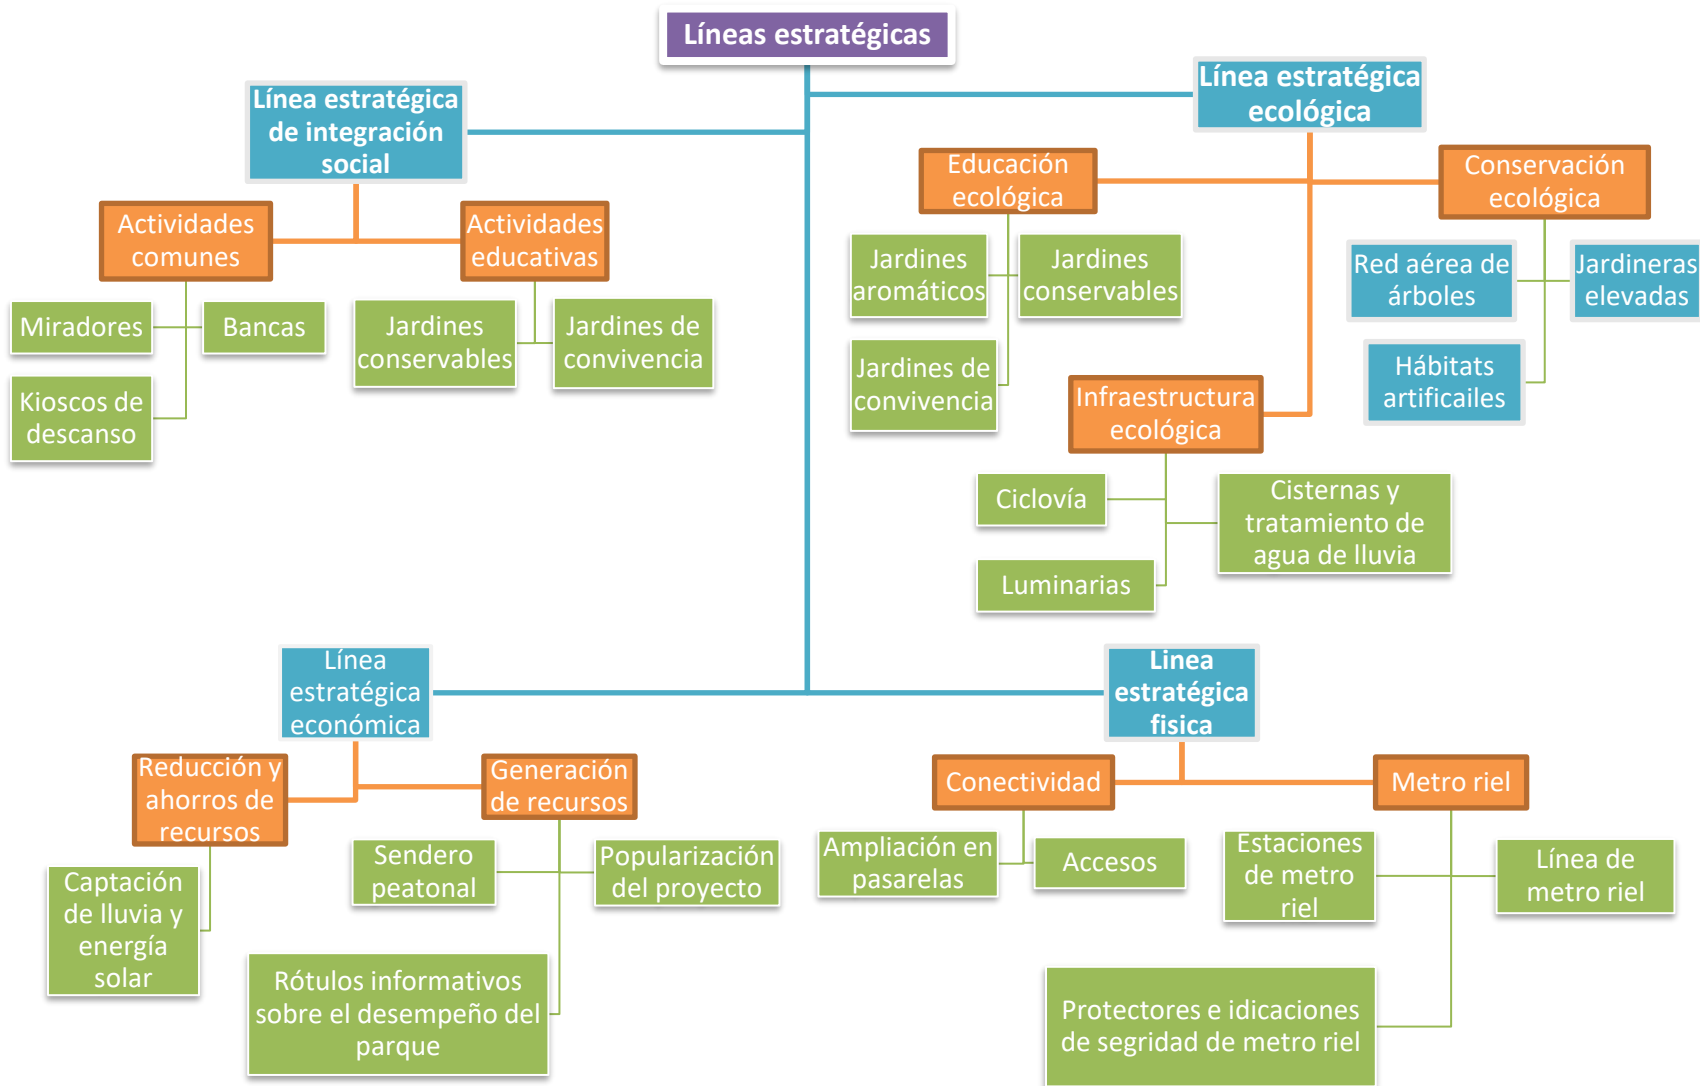 Líneas estratégicas
Línea estratégica
de integración
social
Actividades
comunes
Miradores
Bancas
Kioscos de
descanso
Actividades
educativas
Jardines
conservables
Jardines de
convivencia
Línea estratégica
ecológica
Educación
ecológica
Jardines
aromáticos
Jardines
conservables
Jardines de
convivencia
Infraestructura
ecológica
Ciclovía
Cisternas y
tratamiento de
agua de lluvia
Luminarias
Conservación
ecológica
Red aérea de
árboles
Jardineras
elevadas
Hábitats
artificailes
Línea
estratégica
económica
Reducción y
ahorros de
recursos
Captación
de lluvia y
energía
solar
Generación
de recursos
Sendero
peatonal
Popularización
del proyecto
Rótulos informativos
sobre el desempeño del
parque
Linea
estratégica
fisica
Conectividad
Ampliación en
pasarelas
Accesos
Metro riel
Estaciones
de metro
riel
Línea de
metro riel
Protectores e idicaciones
de segridad de metro riel